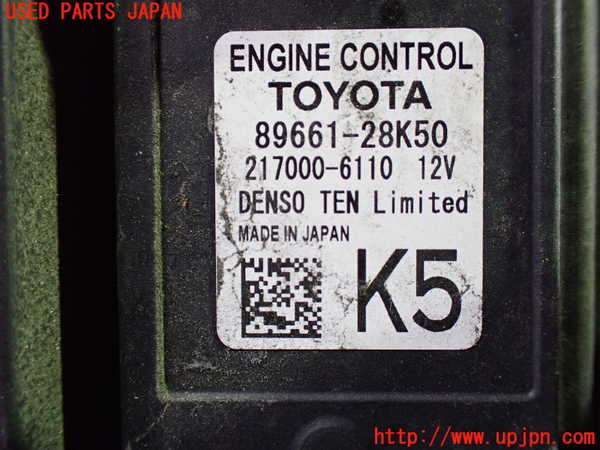 USED PARTS JAPAN
ENGINE CONTROL
TOYOTA
89661-28K50
217000-6110 12V
DENSO TEN Limited
MADE IN JAPAN
K5
http://www.upjpn.com/